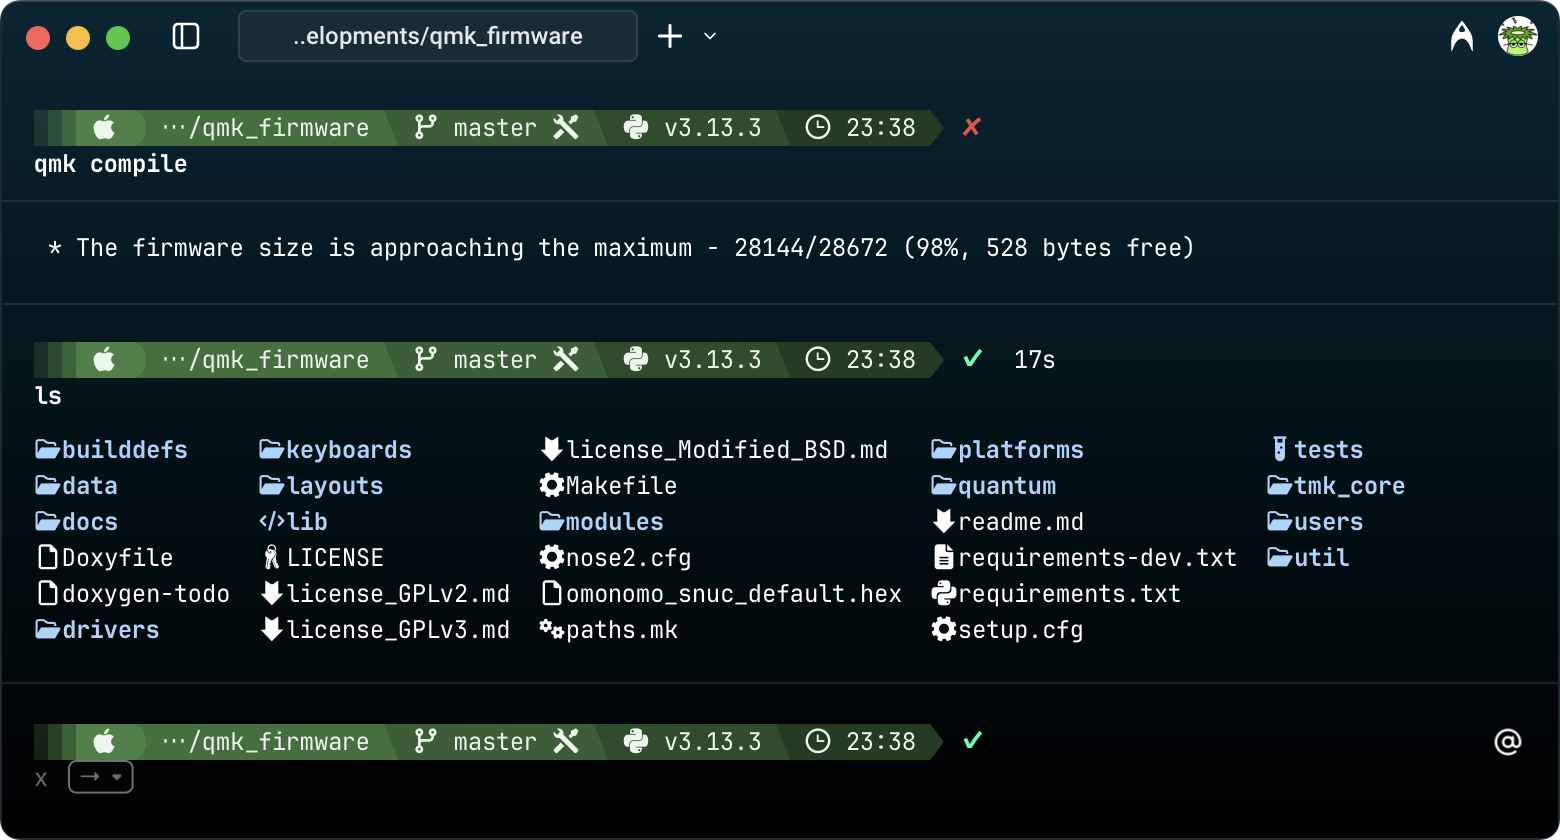 ..elopments/qmk_firmware
···/qmk_firmware master v3.13.3 23:38 ✗
qmk compile
* The firmware size is approaching the maximum - 28144/28672 (98%, 528 bytes free)
···/qmk_firmware master v3.13.3 23:38 ✓ 17s
ls
builddefs keyboards license_Modified_BSD.md platforms tests
data layouts Makefile quantum tmk_core
docs lib modules readme.md users
Doxyfile LICENSE nose2.cfg requirements-dev.txt util
doxygen-todo license_GPLv2.md omonomo_snuc_default.hex requirements.txt
drivers license_GPLv3.md paths.mk setup.cfg
···/qmk_firmware master v3.13.3 23:38 ✓
@
x →